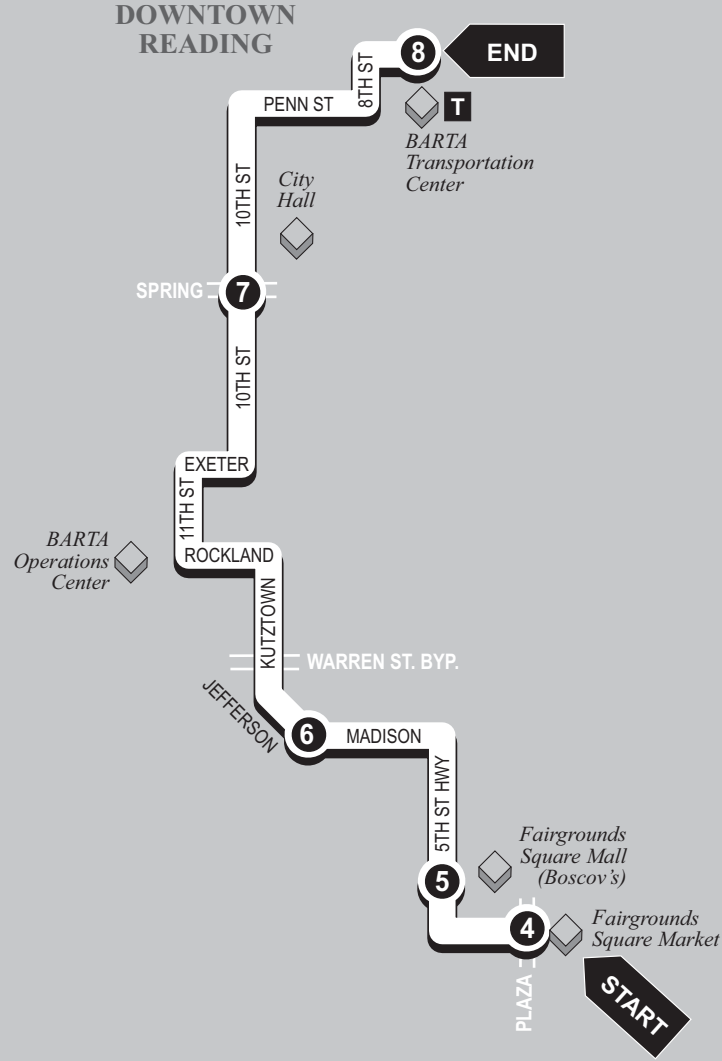 DOWNTOWN
READING
8
END
8TH ST
PENN ST
T
BARTA
Transportation
Center
10TH ST
City
Hall
SPRING
7
10TH ST
EXETER
11TH ST
BARTA
Operations
Center
ROCKLAND
KUTZTOWN
WARREN ST. BYP.
JEFFERSON
6
MADISON
5TH ST HWY
Fairgrounds
Square Mall
(Boscov's)
5
4
Fairgrounds
Square Market
PLAZA
START